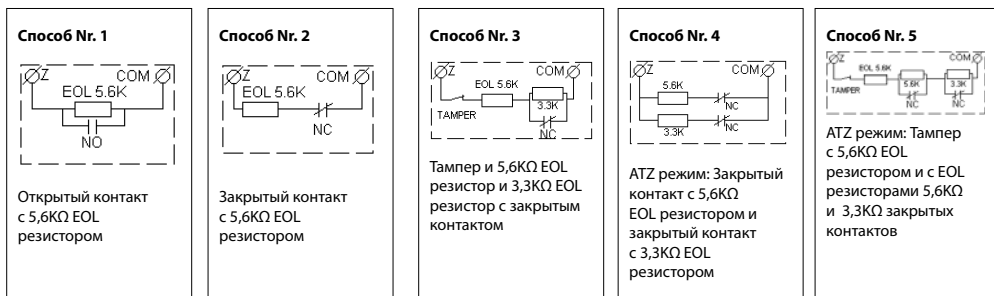 Способ Nr. 1
Z
COM
EOL 5.6K
NO
Открытый контакт
с 5,6KΩ EOL
резистором
Способ Nr. 2
Z
COM
EOL 5.6K
NC
Закрытый контакт
с 5,6KΩ EOL
резистором
Способ Nr. 3
Z
COM
EOL 5.6K
TAMPER
3.3K
NC
Тампер и 5,6KΩ EOL
резистор и 3,3KΩ EOL
резистор с закрытым
контактом
Способ Nr. 4
Z
COM
5.6K
NC
3.3K
NC
ATZ режим: Закрытый
контакт с 5,6KΩ
EOL резистором и
закрытый контакт
с 3,3KΩ EOL
резистором
Способ Nr. 5
Z
COM
EOL 5.6K
TAMPER
5.6K
3.3K
NC
NC
ATZ режим: Тампер
с 5,6KΩ EOL
резистором и с EOL
резисторами 5,6KΩ
и 3,3KΩ закрытых
контактов